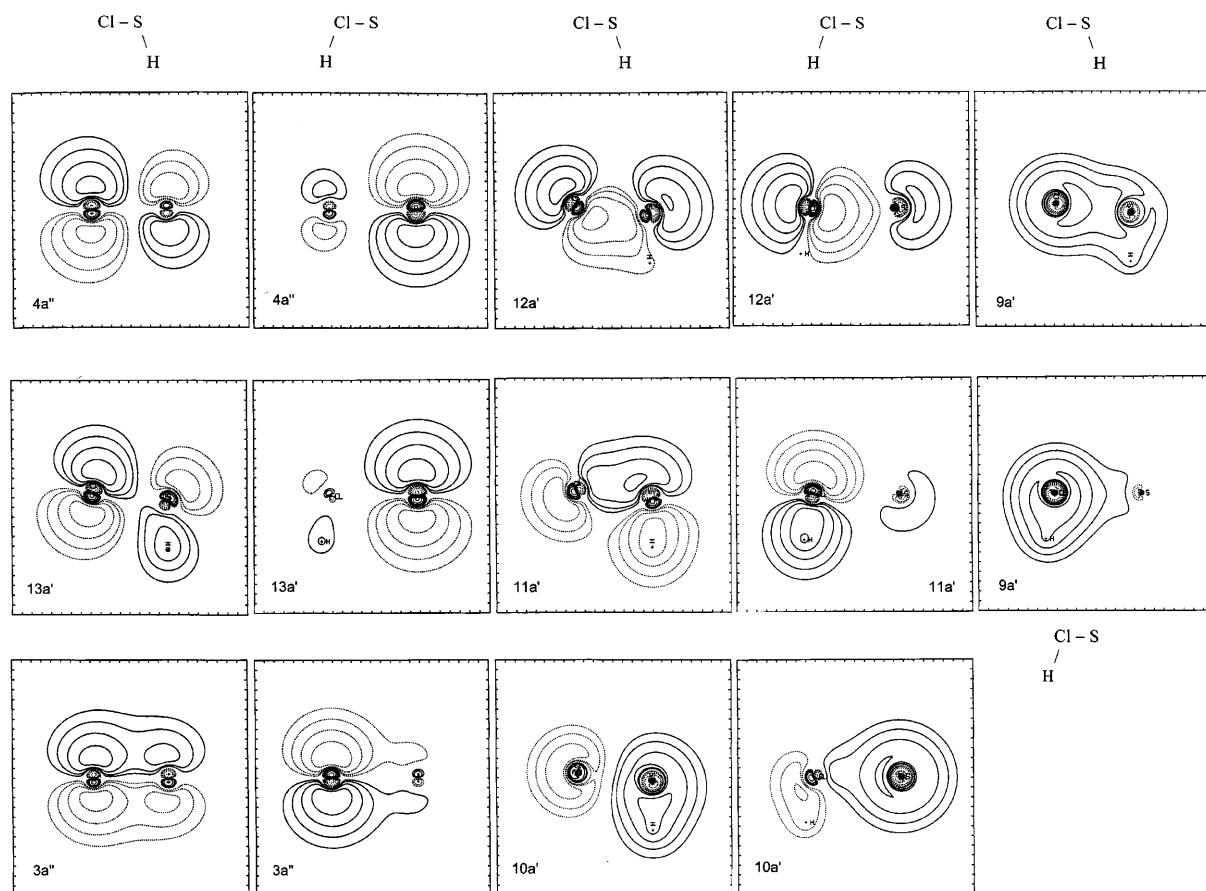 Cl – S
H
Cl – S
H
Cl – S
H
Cl – S
H
Cl – S
H
4a"
4a"
H
12a'
H
12a'
H
9a'
H
13a'
H
13a'
H
11a'
H
11a'
H
S
9a'
Cl – S
H
3a"
3a"
H
10a'
H
10a'